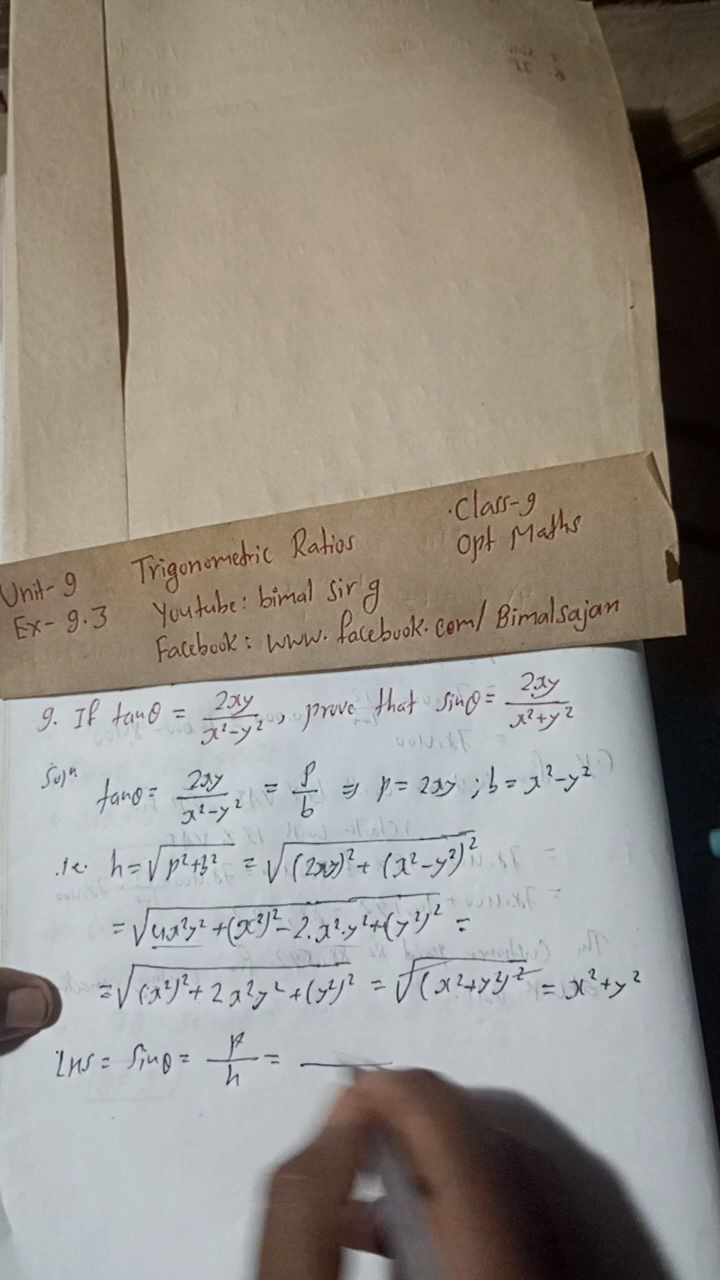 Unit-9 Trigonometric Ratios Class-9
Ex-9.3 Youtube: bimal sir g Opt Maths
Facebook: www.facebook.com/Bimalsajan
9. If tanθ = 2xy/(x²-y²), prove that sinθ = 2xy/(x²+y²)
Soln tanθ = 2xy/(x²-y²) = p/b ⇒ p = 2xy ; b = x²-y²
h = √(p²+b²) = √((2xy)² + (x²-y²)²)
= √(4x²y² + (x²)² - 2.x².y² + (y²)²) =
= √((x²)² + 2x²y² + (y²)²) = √((x²+y²)²) = x²+y²
LHS = sinθ = p/h =